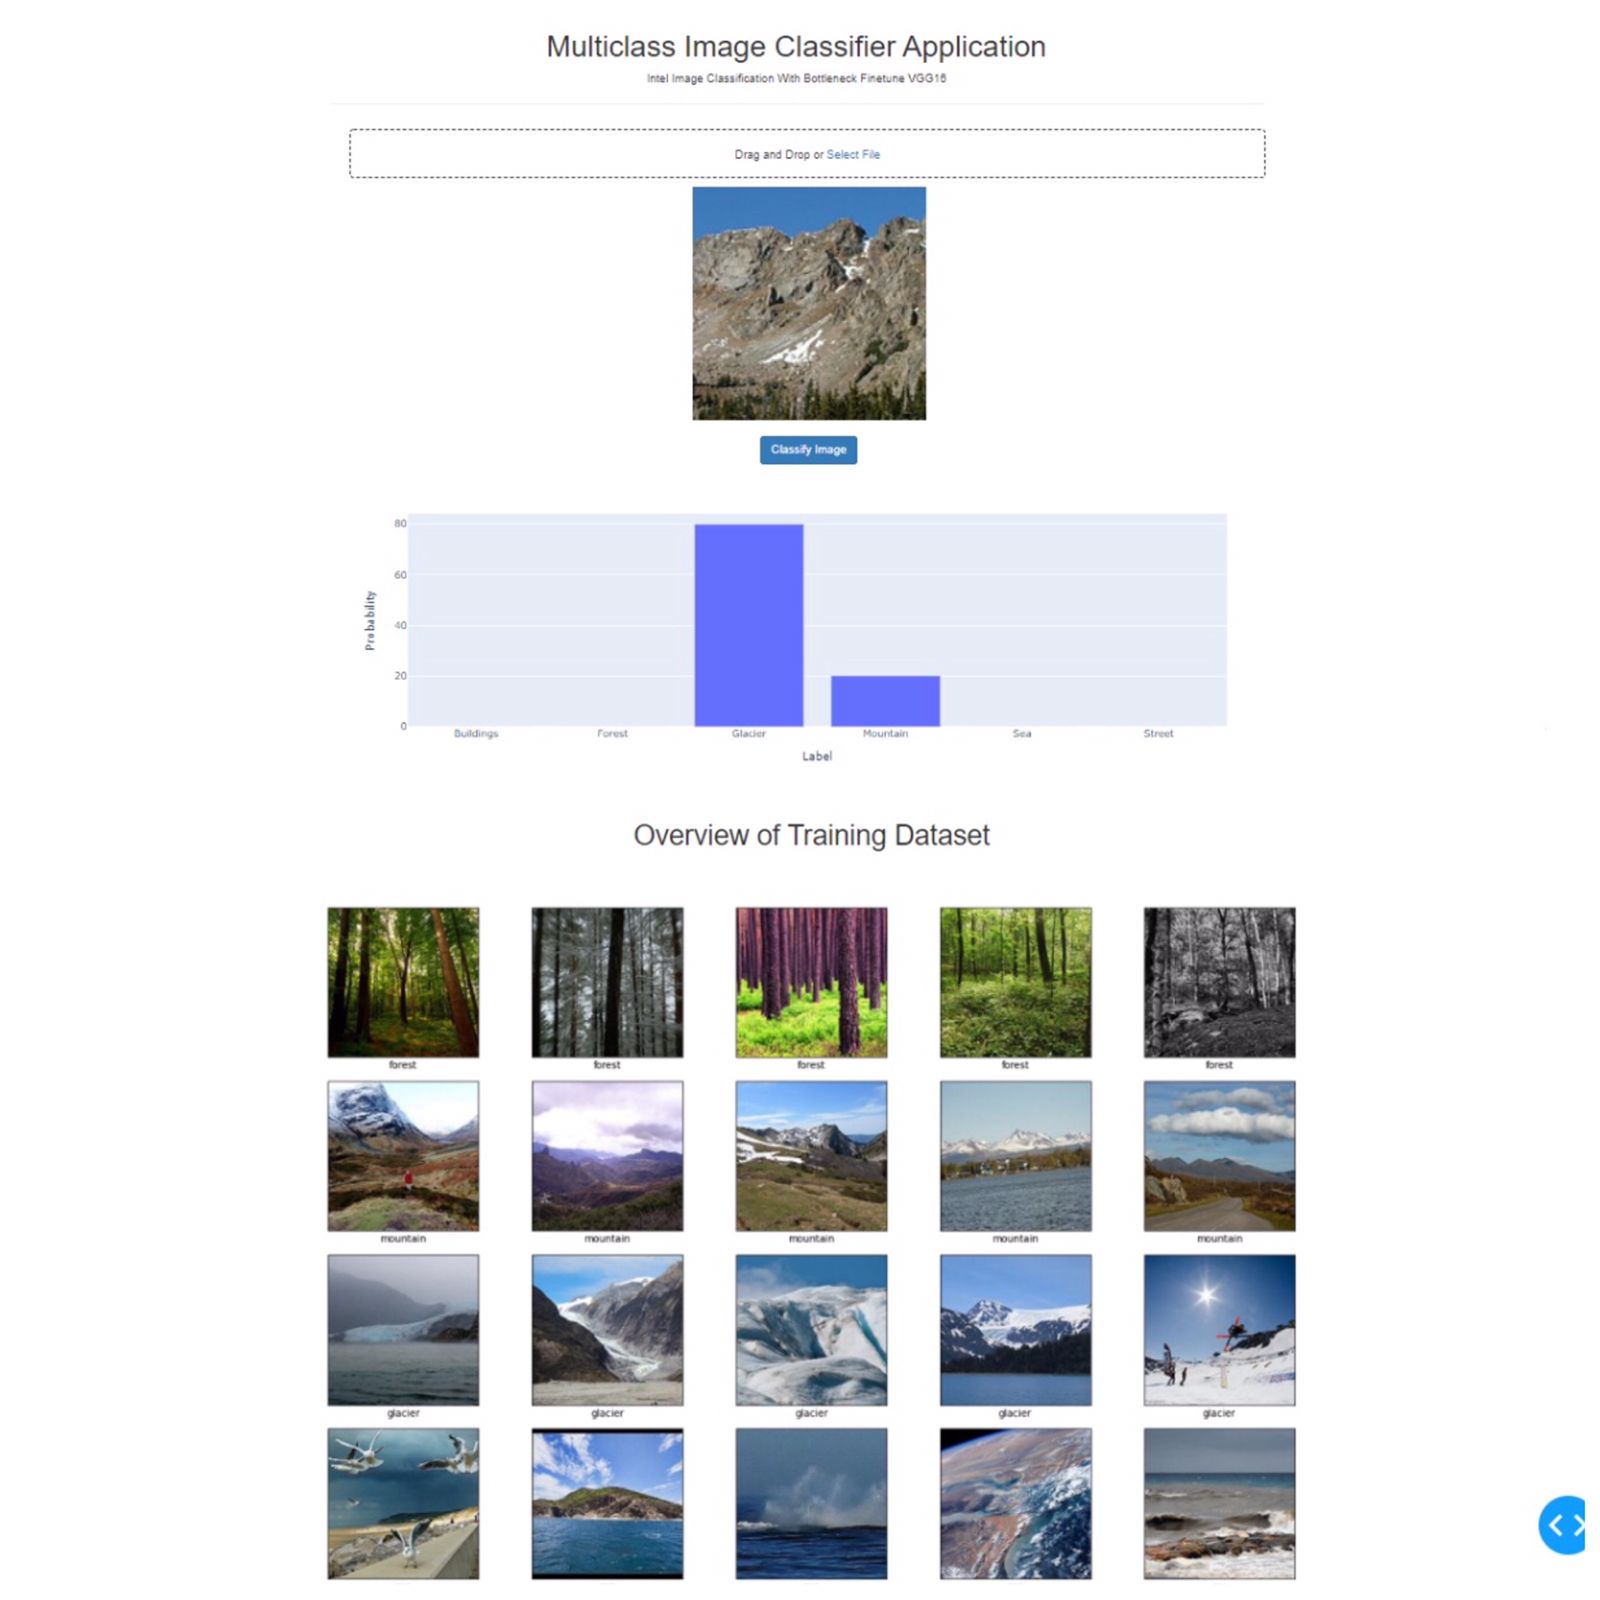 Multiclass Image Classifier Application
Intel Image Classification With Bottleneck Finetune VGG16
Drag and Drop or Select File
Classify Image
80
60
40
20
0
Probability
Buildings Forest Glacier Mountain Sea Street
Label
Overview of Training Dataset
forest forest forest forest forest
mountain mountain mountain mountain mountain
glacier glacier glacier glacier glacier